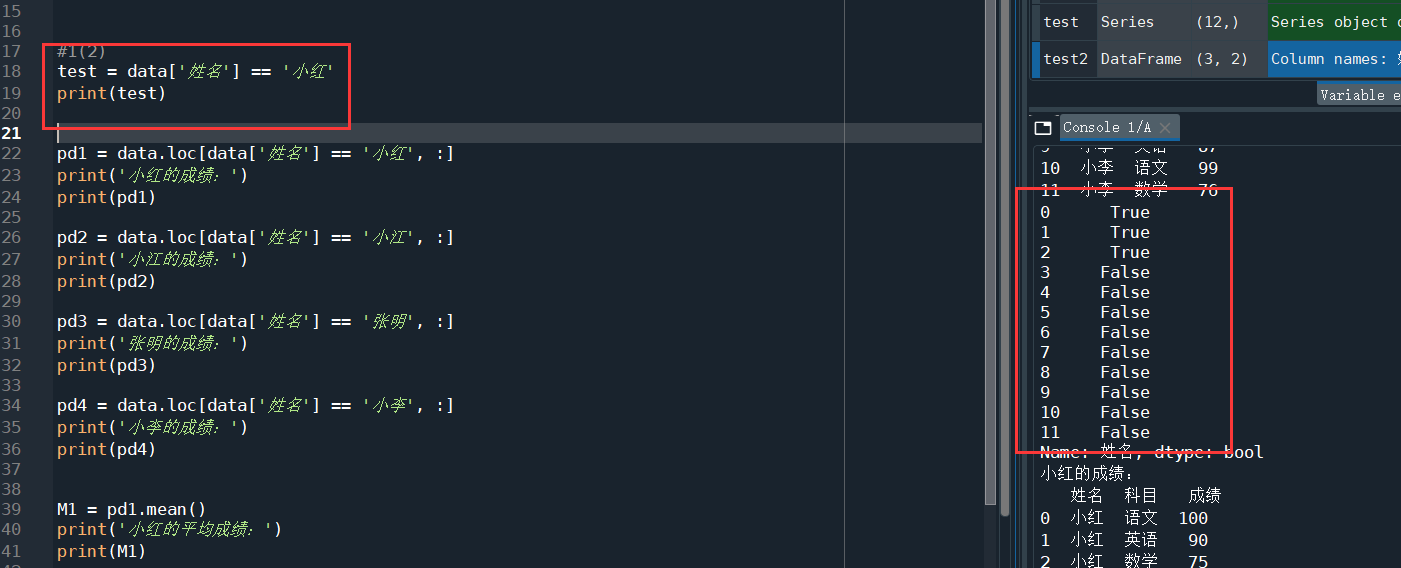 15
16
17 #1(2)
18 test = data['姓名'] == '小红'
19 print(test)
20
21
22 pd1 = data.loc[data['姓名'] == '小红', :]
23 print('小红的成绩：')
24 print(pd1)
25
26 pd2 = data.loc[data['姓名'] == '小江', :]
27 print('小江的成绩：')
28 print(pd2)
29
30 pd3 = data.loc[data['姓名'] == '张明', :]
31 print('张明的成绩：')
32 print(pd3)
33
34 pd4 = data.loc[data['姓名'] == '小李', :]
35 print('小李的成绩：')
36 print(pd4)
37
38
39 M1 = pd1.mean()
40 print('小红的平均成绩：')
41 print(M1)
test Series (12,) Series object
test2 DataFrame (3, 2) Column names:
Variable e
Console 1/A
9 小李 英语 87
10 小李 语文 99
11 小李 数学 76
0 True
1 True
2 True
3 False
4 False
5 False
6 False
7 False
8 False
9 False
10 False
11 False
Name: 姓名, dtype: bool
小红的成绩：
姓名 科目 成绩
0 小红 语文 100
1 小红 英语 90
2 小红 数学 75